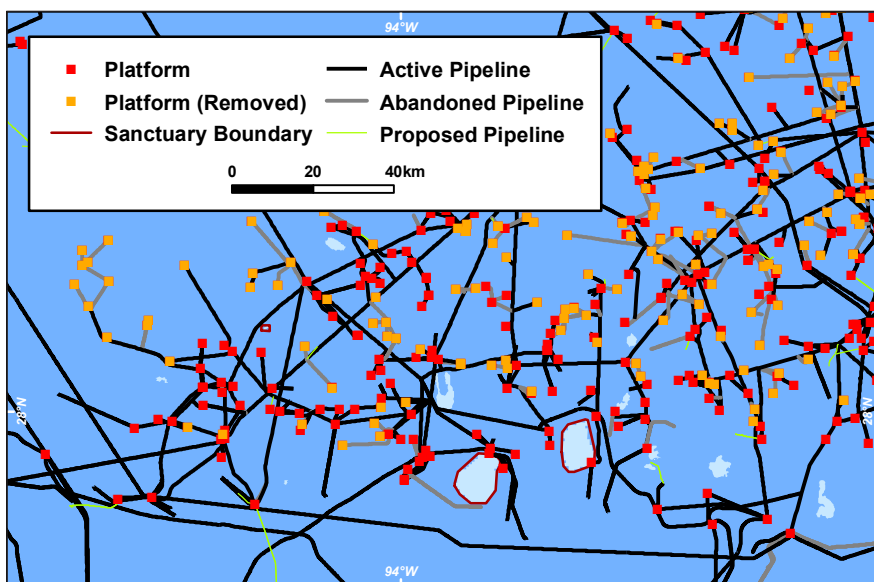 94°W
Platform
Active Pipeline
Platform (Removed)
Abandoned Pipeline
Sanctuary Boundary
Proposed Pipeline
0 20 40km
28°N
28°N
94°W